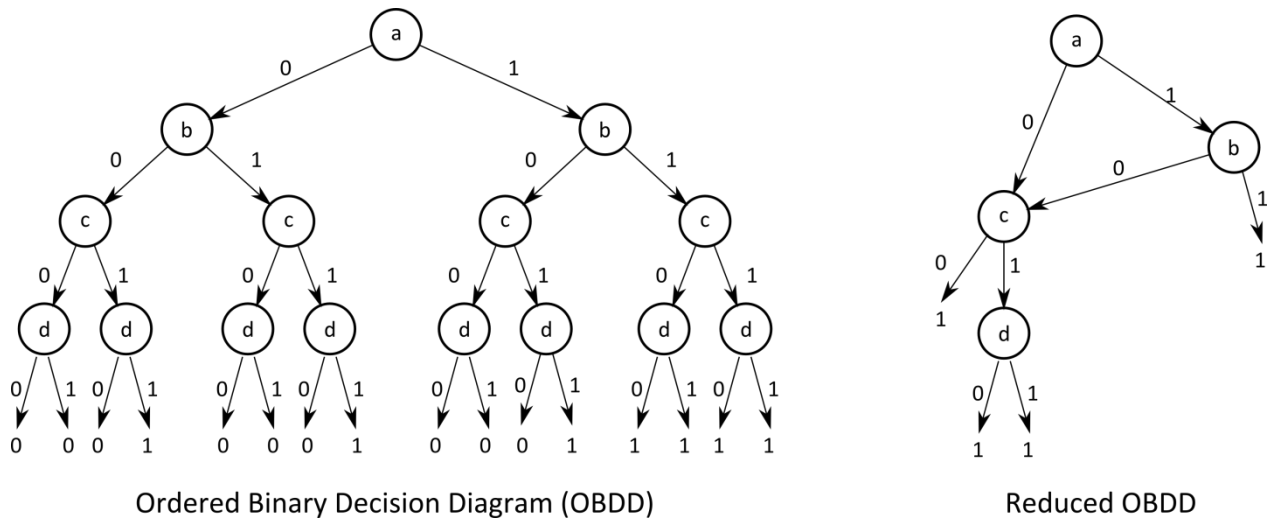 a a
0 1 1
b b 0 b
0 1 0 1 0 1
c c c c c
0 1 0 1 0 1 0 1 0 1 1
d d d d d d d d 1 d
0 1 0 1 0 1 0 1 0 1 0 1 0 1 0 1 0 1
0 0 0 1 0 0 0 1 0 0 0 1 1 1 1 1 1 1
Ordered Binary Decision Diagram (OBDD) Reduced OBDD